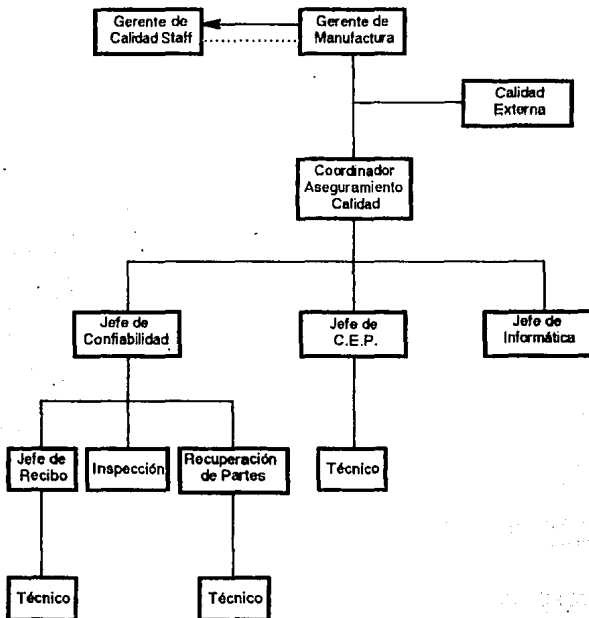 Gerente de
Calidad Staff
Gerente de
Manufactura
Calidad
Externa
Coordinador
Aseguramiento
Calidad
Jefe de
Confiabilidad
Jefe de
C.E.P.
Jefe de
Informática
Jefe de
Recibo
Inspección
Recuperación
de Partes
Técnico
Técnico
Técnico